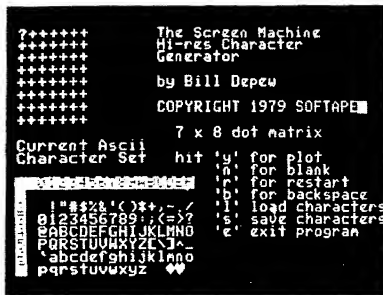 ?++++++
+++++++
+++++++
+++++++
+++++++
+++++++
+++++++
+++++++
The Screen Machine
Hi-res Character
Generator
by Bill Depew
COPYRIGHT 1979 SOFTAPE
7 x 8 dot matrix
Current Ascii
Character Set
hit 'y' for plot
'n' for blank
'r' for restart
'b' for backspace
'l' load characters
's' save characters
'e' exit program
!"#$%&'()*+,-./
0123456789:;<=>?
@ABCDEFGHIJKLMNO
PQRSTUVWXYZ[\]^_
`abcdefghijklmno
pqrstuvwxyz